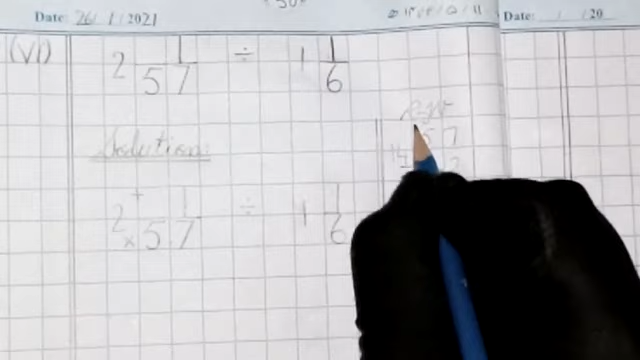 Date: 26/1/2021
Date: / /20
(VI) 2 1/57 ÷ 1 1/6
Solution:
57
2 + 1/57 ÷ 1 1/6
×